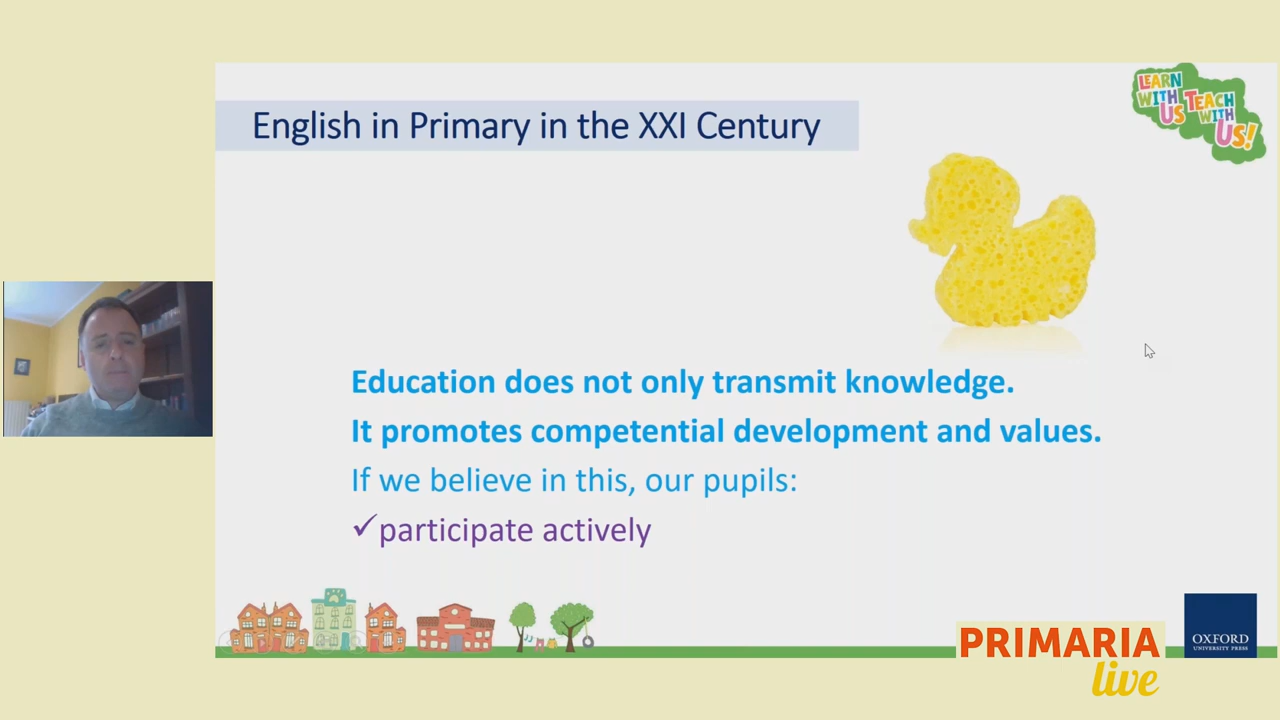 English in Primary in the XXI Century
LEARN
WITH
US
TEACH
WITH
US!
Education does not only transmit knowledge.
It promotes competential development and values.
If we believe in this, our pupils:
✓participate actively
PRIMARIA
live
OXFORD
UNIVERSITY PRESS